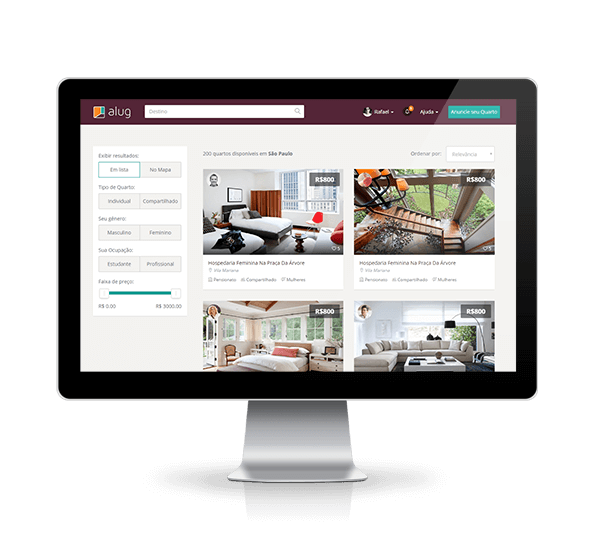 alug
Destino
Rafael
Ajuda
Anuncie seu Quarto
Exibir resultados:
Em lista
No Mapa
Tipo de Quarto:
Individual
Compartilhado
Seu gênero:
Masculino
Feminino
Sua Ocupação:
Estudante
Profissional
Faixa de preço:
R$ 0.00
R$ 3000.00
200 quartos disponíveis em São Paulo
Ordenar por:
Relevância
R$800
5
Hospedaria Feminina Na Praça Da Árvore
Vila Mariana
Pensionato
Compartilhado
Mulheres
R$800
5
Hospedaria Feminina Na Praça Da Árvore
Vila Mariana
Pensionato
Compartilhado
Mulheres
R$800
R$800